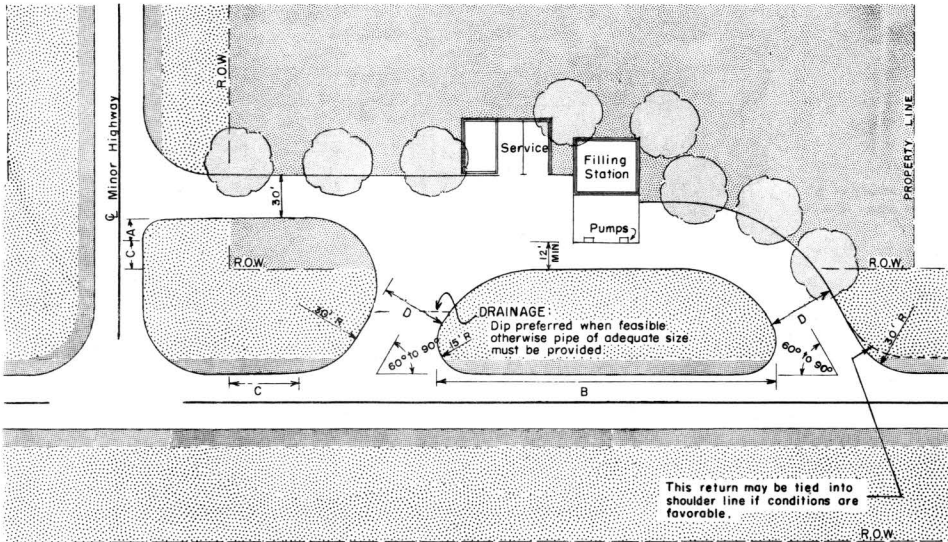 R.O.W.
℄ Minor Highway
PROPERTY LINE
Service
Filling
Station
30'
A
C
Pumps
12'
MIN.
R.O.W.
R.O.W.
D
D
DRAINAGE:
Dip preferred when feasible
otherwise pipe of adequate size
must be provided
30' R
15' R
60° to 90°
60° to 90°
30' R
C
B
This return may be tied into
shoulder line if conditions are
favorable.
R.O.W.